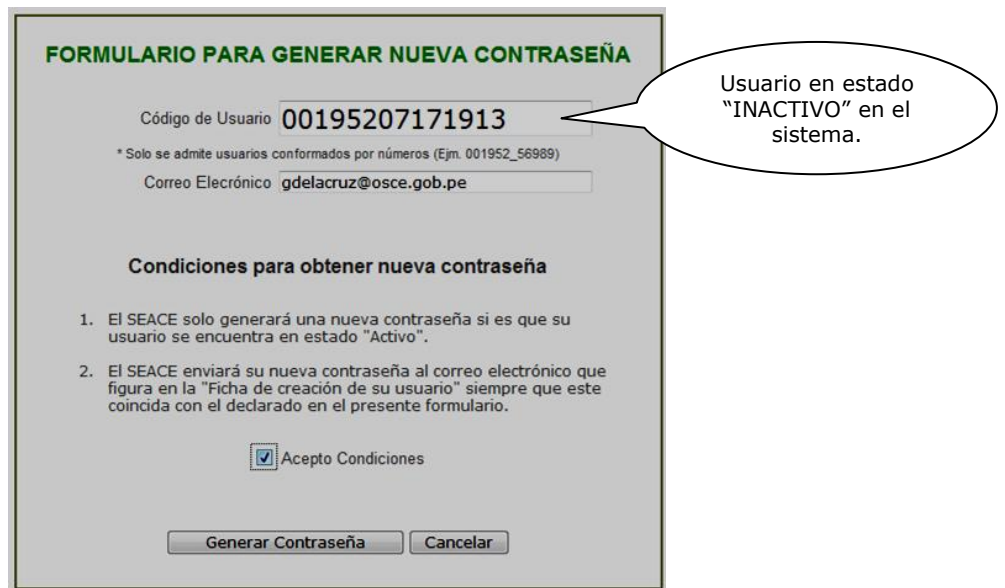 FORMULARIO PARA GENERAR NUEVA CONTRASEÑA
Usuario en estado
“INACTIVO” en el
sistema.
Código de Usuario 00195207171913
* Solo se admite usuarios conformados por números (Ejm. 001952_56989)
Correo Elecrónico gdelacruz@osce.gob.pe
Condiciones para obtener nueva contraseña
1. El SEACE solo generará una nueva contraseña si es que su
usuario se encuentra en estado "Activo".
2. El SEACE enviará su nueva contraseña al correo electrónico que
figura en la "Ficha de creación de su usuario" siempre que este
coincida con el declarado en el presente formulario.
Acepto Condiciones
Generar Contraseña Cancelar